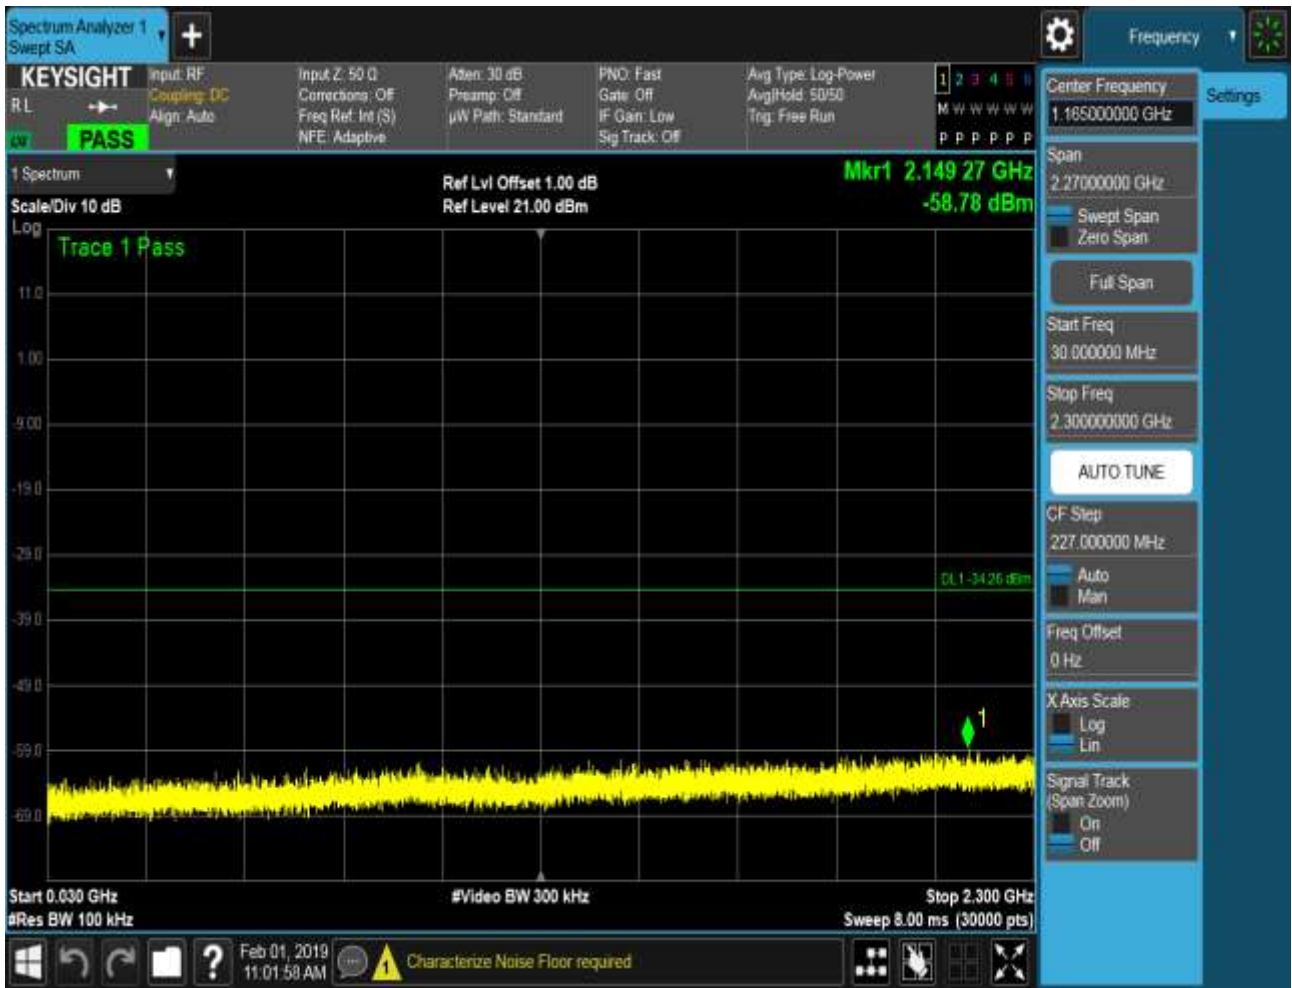 Spectrum Analyzer 1
Swept SA
+
Frequency
KEYSIGHT
RL
PASS
Input: RF
Coupling: DC
Align: Auto
Input Z: 50 Ω
Corrections: Off
Freq Ref: Int (S)
NFE: Adaptive
Atten: 30 dB
Preamp: Off
µW Path: Standard
PNO: Fast
Gate: Off
IF Gain: Low
Sig Track: Off
Avg Type: Log-Power
Avg|Hold: 50/50
Trig: Free Run
1 2 3 4 5 6
M W W W W W
P P P P P P
1 Spectrum
Scale/Div 10 dB
Log
Ref Lvl Offset 1.00 dB
Ref Level 21.00 dBm
Mkr1 2.149 27 GHz
-58.78 dBm
Trace 1 Pass
11.0
1.00
-9.00
-19.0
-29.0
DL1 -34.26 dBm
-39.0
-49.0
1
-59.0
-69.0
Start 0.030 GHz
#Res BW 100 kHz
#Video BW 300 kHz
Stop 2.300 GHz
Sweep 8.00 ms (30000 pts)
Center Frequency
1.165000000 GHz
Settings
Span
2.27000000 GHz
Swept Span
Zero Span
Full Span
Start Freq
30.000000 MHz
Stop Freq
2.300000000 GHz
AUTO TUNE
CF Step
227.000000 MHz
Auto
Man
Freq Offset
0 Hz
X Axis Scale
Log
Lin
Signal Track
(Span Zoom)
On
Off
?
Feb 01, 2019
11:01:58 AM
1
Characterize Noise Floor required